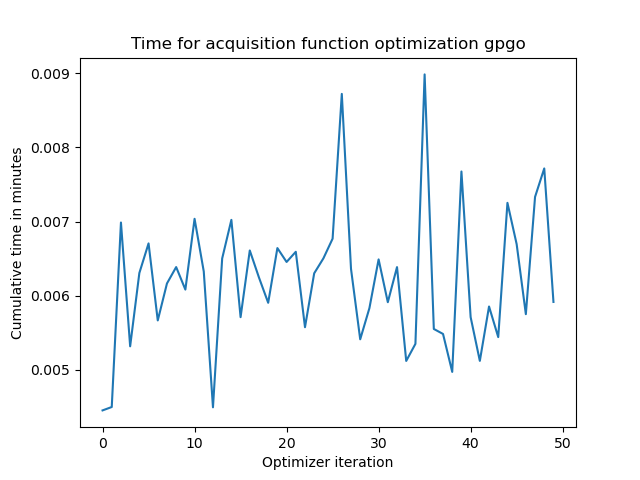 Time for acquisition function optimization gpgo
Cumulative time in minutes
0.009
0.008
0.007
0.006
0.005
0 10 20 30 40 50
Optimizer iteration